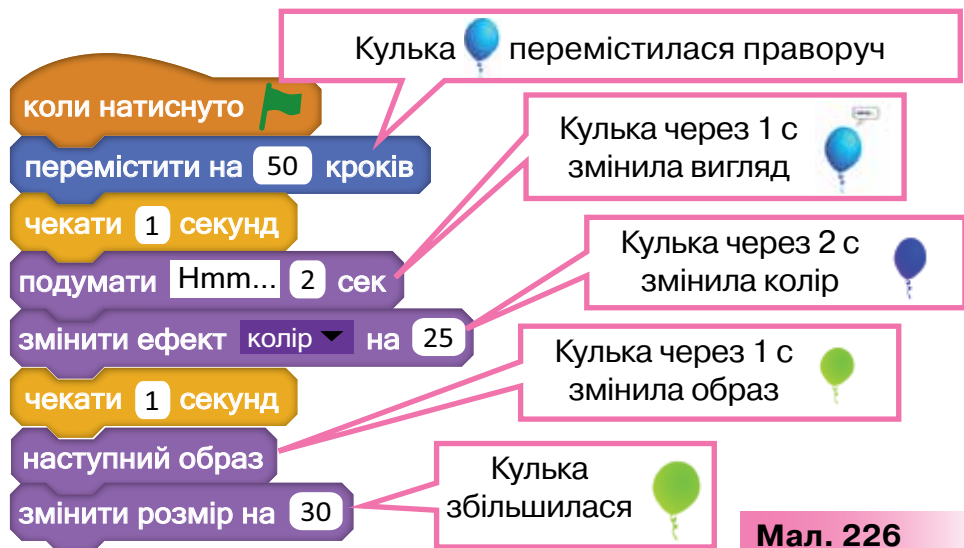 Кулька перемістилася праворуч
коли натиснуто
перемістити на 50 кроків
Кулька через 1 с
змінила вигляд
чекати 1 секунд
подумати Hmm... 2 сек
Кулька через 2 с
змінила колір
змінити ефект колір на 25
Кулька через 1 с
змінила образ
чекати 1 секунд
наступний образ
Кулька
збільшилася
змінити розмір на 30
Мал. 226